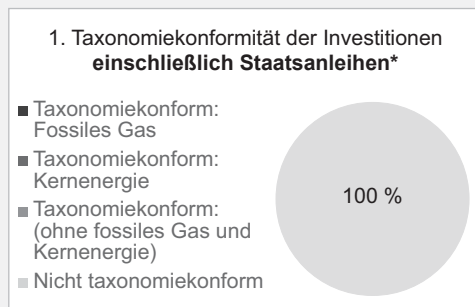 1. Taxonomiekonformität der Investitionen
einschließlich Staatsanleihen*
Taxonomiekonform:
Fossiles Gas
Taxonomiekonform:
Kernenergie
Taxonomiekonform:
(ohne fossiles Gas und
Kernenergie)
Nicht taxonomiekonform
100 %